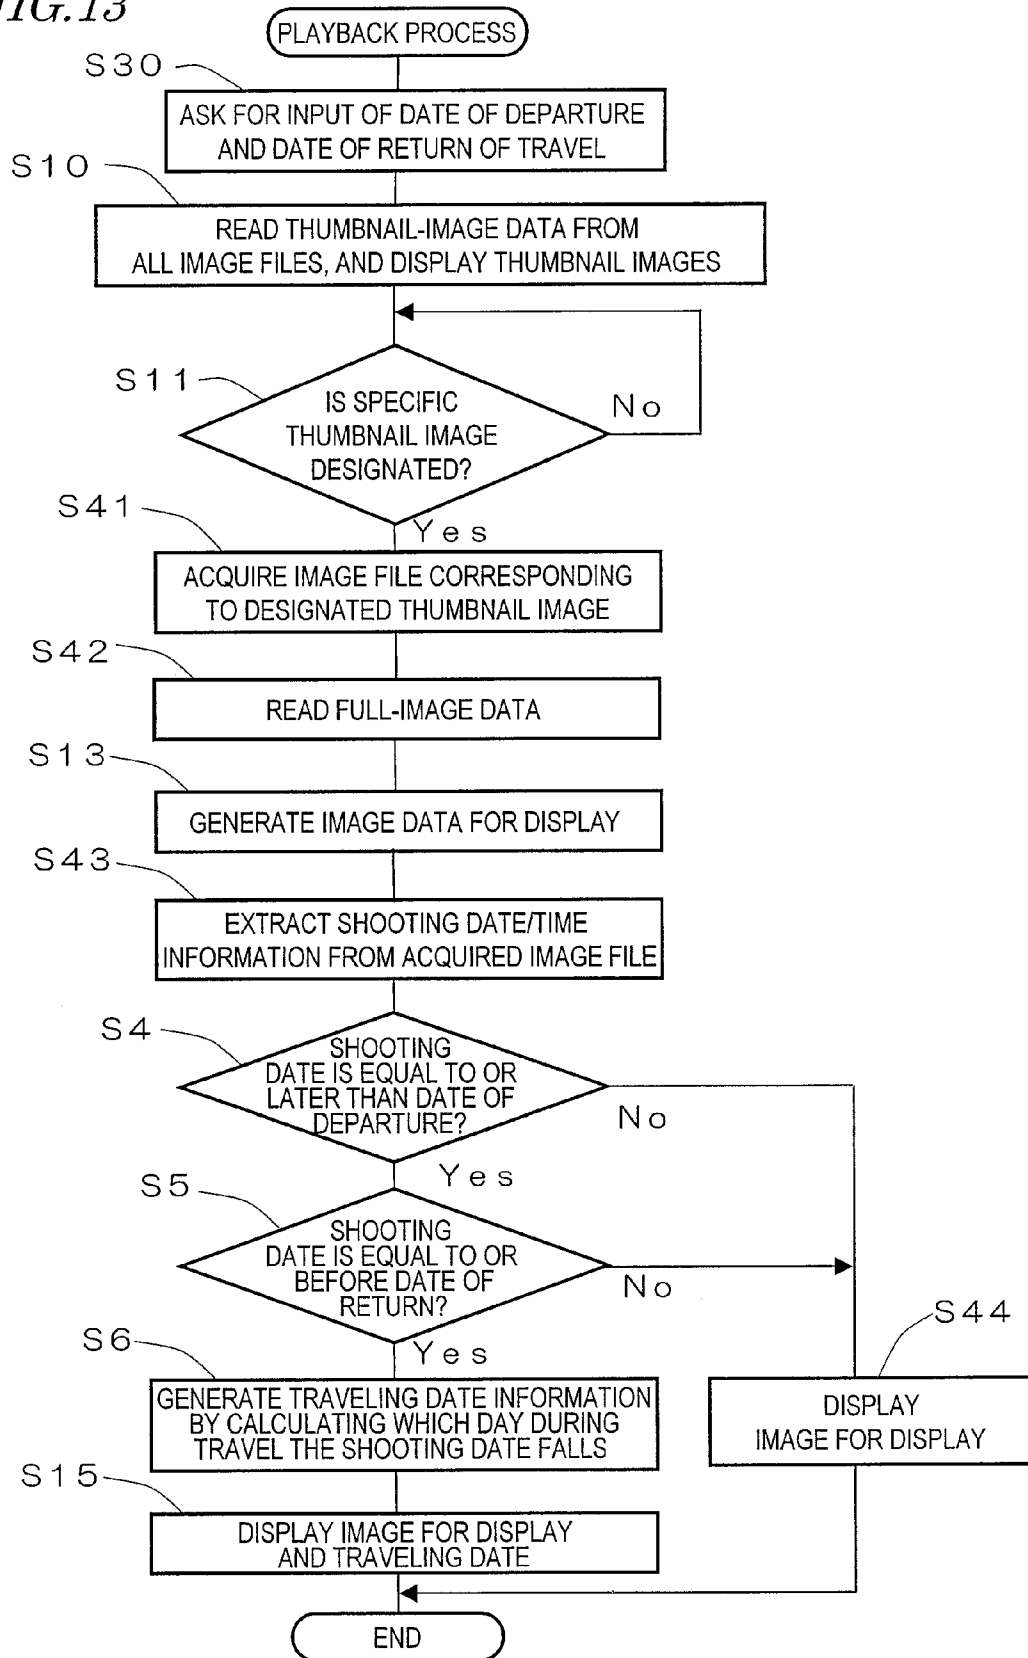 FIG.13
PLAYBACK PROCESS
S30
ASK FOR INPUT OF DATE OF DEPARTURE
AND DATE OF RETURN OF TRAVEL
S10
READ THUMBNAIL-IMAGE DATA FROM
ALL IMAGE FILES, AND DISPLAY THUMBNAIL IMAGES
S11
IS SPECIFIC
THUMBNAIL IMAGE
DESIGNATED?
No
Yes
S41
ACQUIRE IMAGE FILE CORRESPONDING
TO DESIGNATED THUMBNAIL IMAGE
S42
READ FULL-IMAGE DATA
S13
GENERATE IMAGE DATA FOR DISPLAY
S43
EXTRACT SHOOTING DATE/TIME
INFORMATION FROM ACQUIRED IMAGE FILE
S4
SHOOTING
DATE IS EQUAL TO OR
LATER THAN DATE OF
DEPARTURE?
No
Yes
S5
SHOOTING
DATE IS EQUAL TO OR
BEFORE DATE OF
RETURN?
No
Yes
S6
GENERATE TRAVELING DATE INFORMATION
BY CALCULATING WHICH DAY DURING
TRAVEL THE SHOOTING DATE FALLS
S44
DISPLAY
IMAGE FOR DISPLAY
S15
DISPLAY IMAGE FOR DISPLAY
AND TRAVELING DATE
END